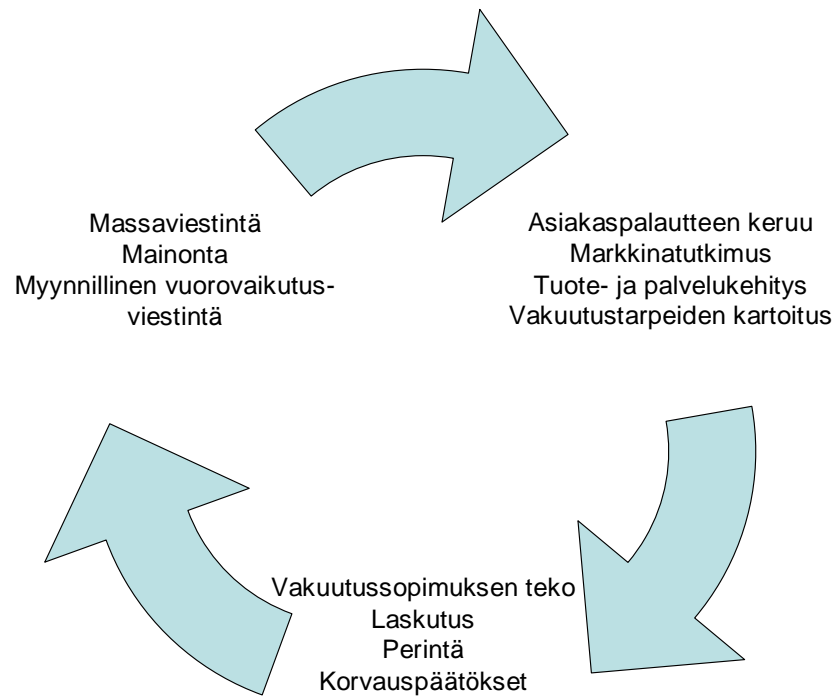 Massaviestintä
Mainonta
Myynnillinen vuorovaikutus-
viestintä
Asiakaspalautteen keruu
Markkinatutkimus
Tuote- ja palvelukehitys
Vakuutustarpeiden kartoitus
Vakuutussopimuksen teko
Laskutus
Perintä
Korvauspäätökset